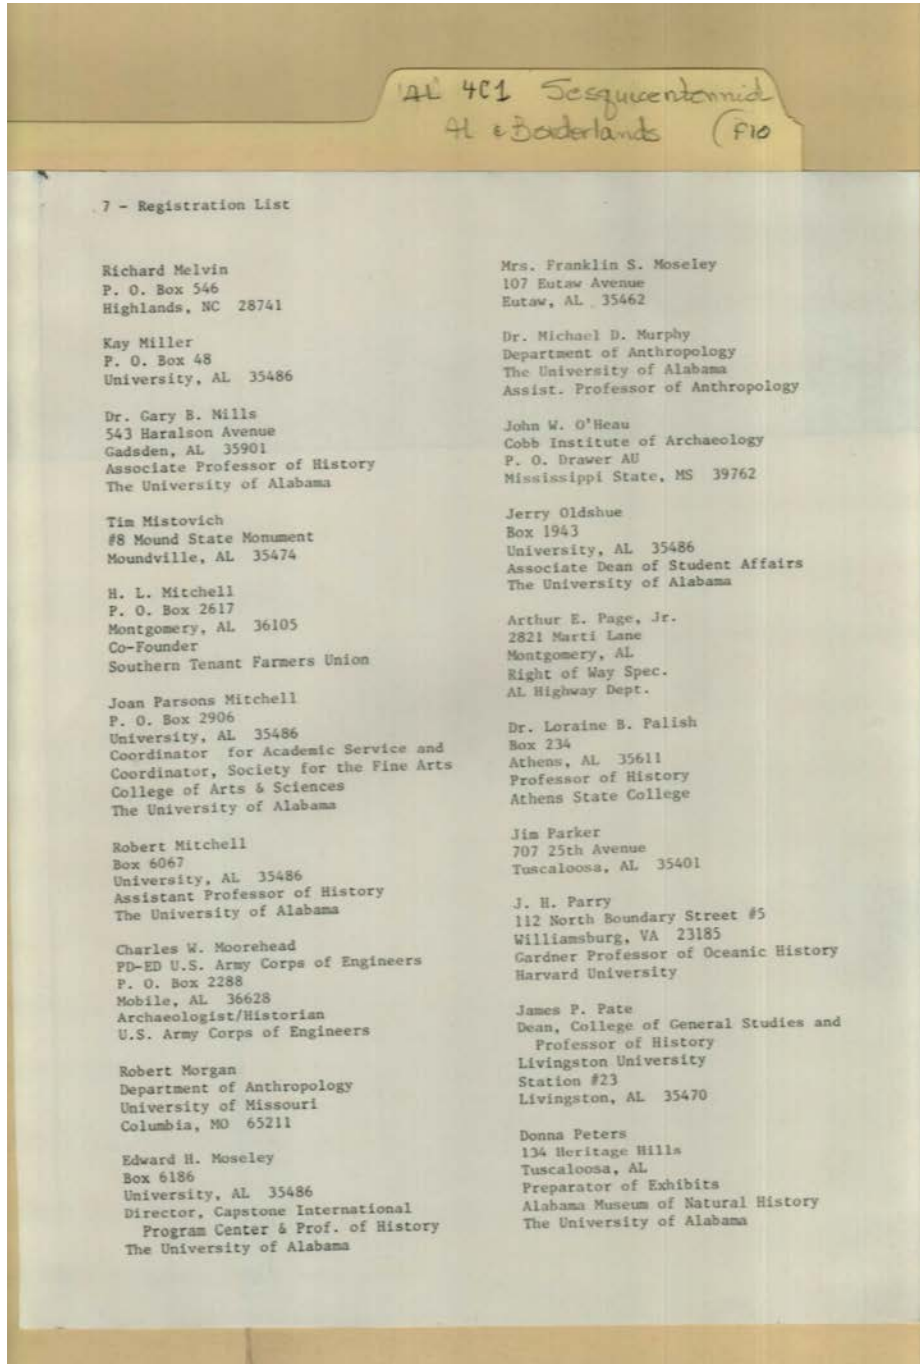 AL 4C1 Sesquicentennial
Al & Borderlands (F10
7 - Registration List
Richard Melvin
P. O. Box 546
Highlands, NC 28741
Kay Miller
P. O. Box 48
University, AL 35486
Dr. Gary B. Mills
543 Haralson Avenue
Gadsden, AL 35901
Associate Professor of History
The University of Alabama
Tim Mistovich
#8 Mound State Monument
Moundville, AL 35474
H. L. Mitchell
P. O. Box 2617
Montgomery, AL 36105
Co-Founder
Southern Tenant Farmers Union
Joan Parsons Mitchell
P. O. Box 2906
University, AL 35486
Coordinator for Academic Service and
Coordinator, Society for the Fine Arts
College of Arts & Sciences
The University of Alabama
Robert Mitchell
Box 6067
University, AL 35486
Assistant Professor of History
The University of Alabama
Charles W. Moorehead
PD-ED U.S. Army Corps of Engineers
P. O. Box 2288
Mobile, AL 36628
Archaeologist/Historian
U.S. Army Corps of Engineers
Robert Morgan
Department of Anthropology
University of Missouri
Columbia, MO 65211
Edward H. Moseley
Box 6186
University, AL 35486
Director, Capstone International
Program Center & Prof. of History
The University of Alabama
Mrs. Franklin S. Moseley
107 Eutaw Avenue
Eutaw, AL 35462
Dr. Michael D. Murphy
Department of Anthropology
The University of Alabama
Assist. Professor of Anthropology
John W. O'Heau
Cobb Institute of Archaeology
P. O. Drawer AU
Mississippi State, MS 39762
Jerry Oldshue
Box 1943
University, AL 35486
Associate Dean of Student Affairs
The University of Alabama
Arthur E. Page, Jr.
2821 Marti Lane
Montgomery, AL
Right of Way Spec.
AL Highway Dept.
Dr. Loraine B. Palish
Box 234
Athens, AL 35611
Professor of History
Athens State College
Jim Parker
707 25th Avenue
Tuscaloosa, AL 35401
J. H. Parry
112 North Boundary Street #5
Williamsburg, VA 23185
Gardner Professor of Oceanic History
Harvard University
James P. Pate
Dean, College of General Studies and
Professor of History
Livingston University
Station #23
Livingston, AL 35470
Donna Peters
134 Heritage Hills
Tuscaloosa, AL
Preparator of Exhibits
Alabama Museum of Natural History
The University of Alabama